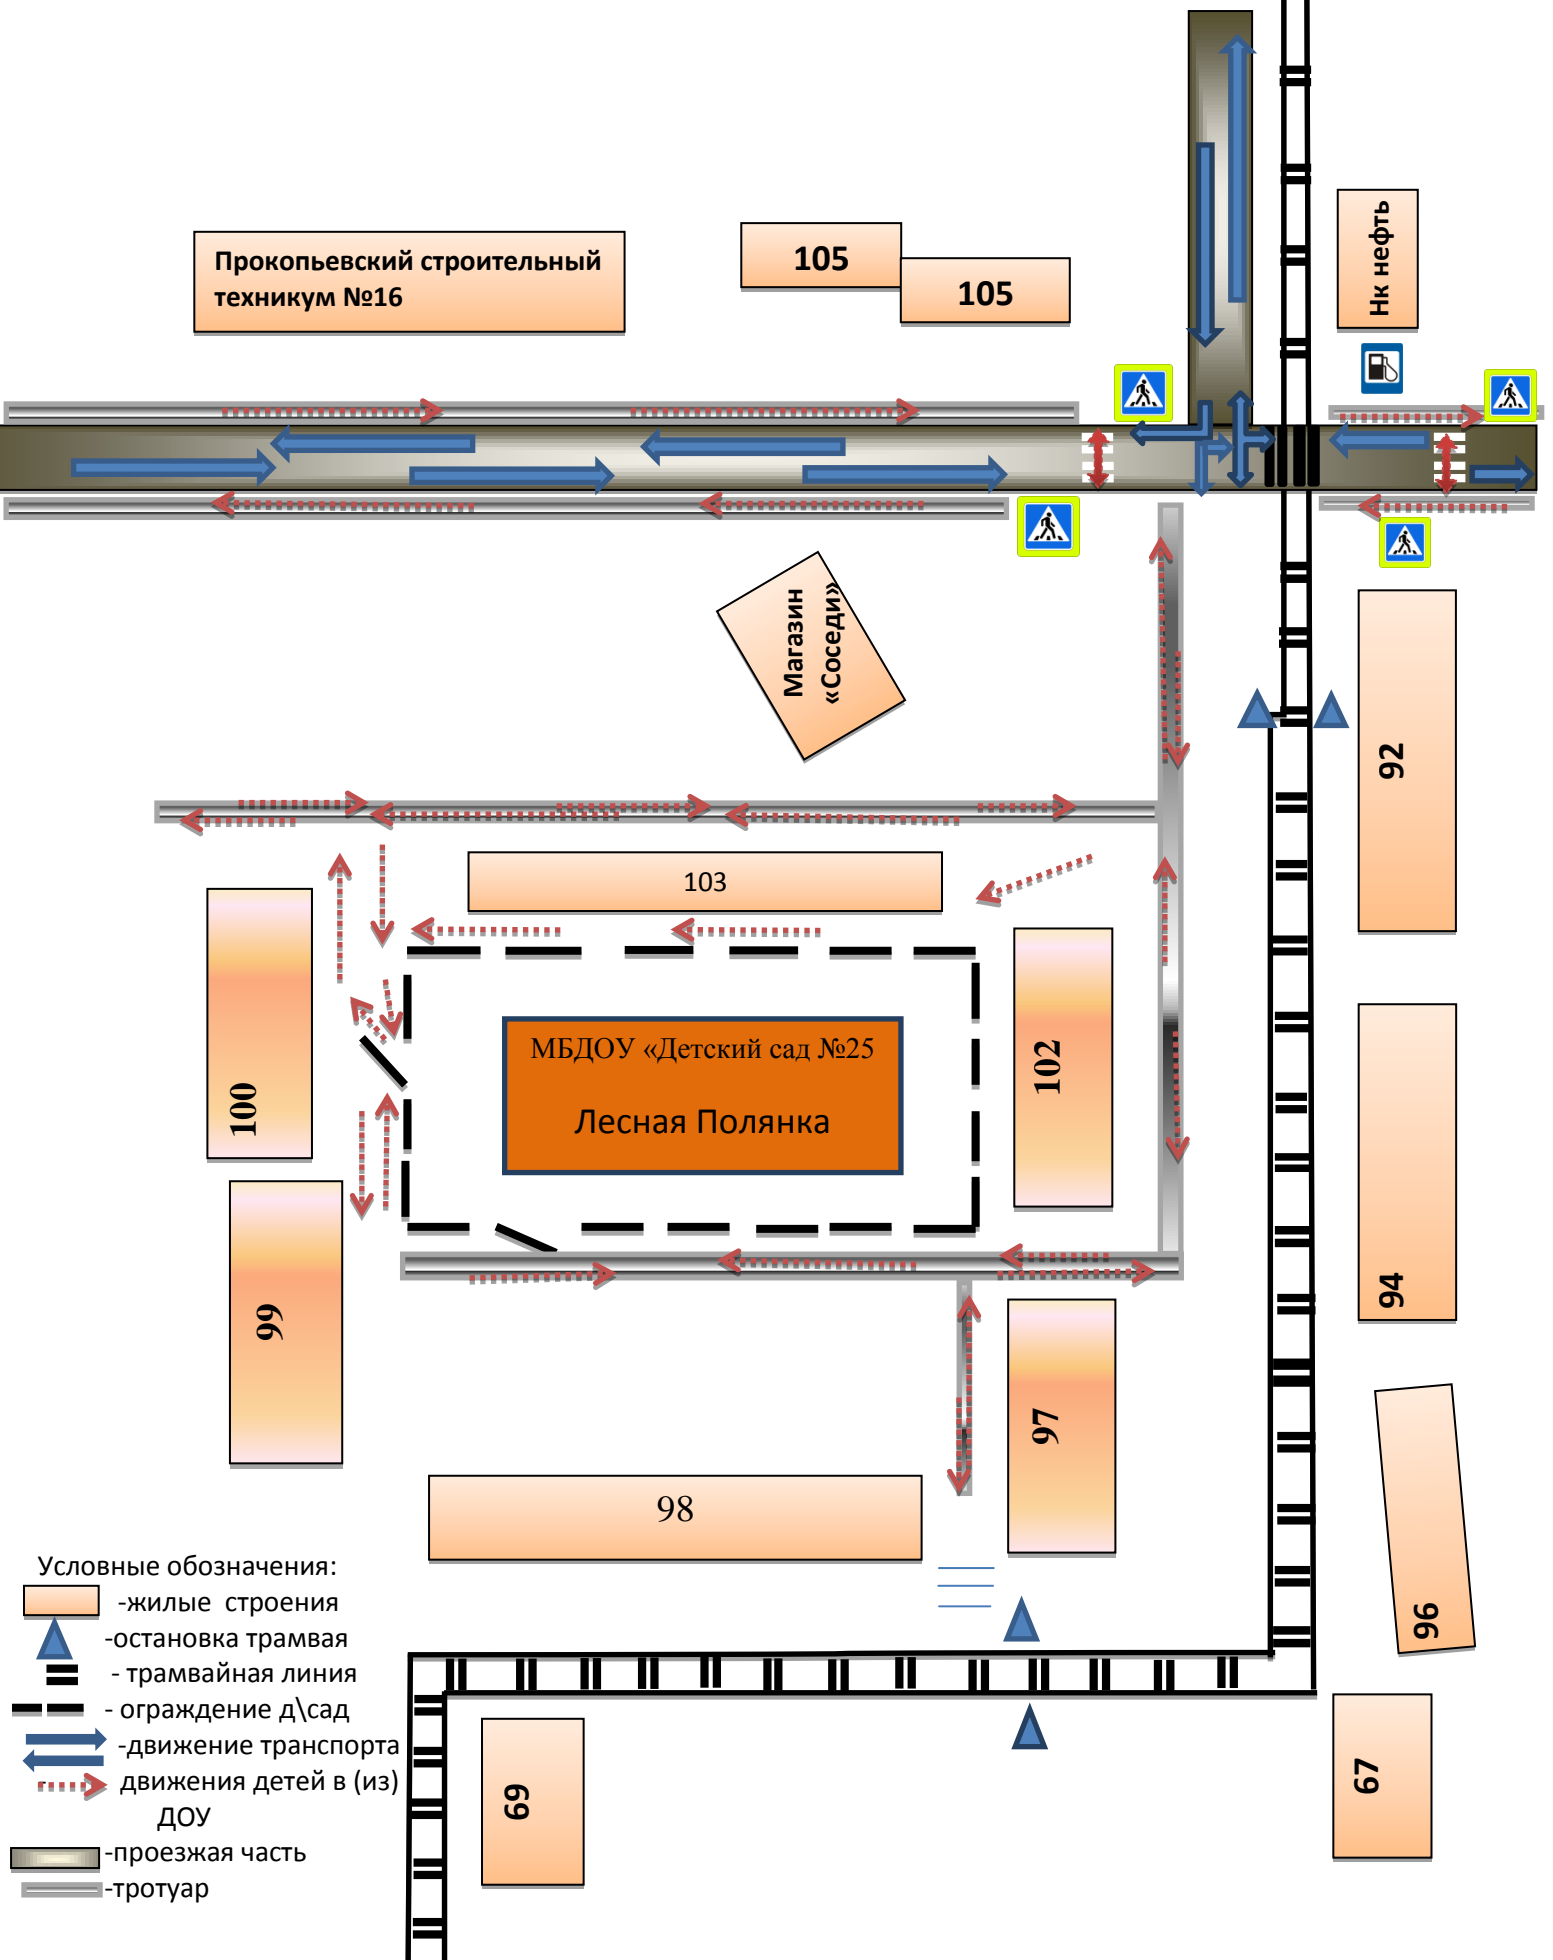 Нк нефть
105
Прокопьевский строительный
техникум №16
105
Магазин
«Соседи»
92
103
100
102
МБДОУ «Детский сад №25
Лесная Полянка
94
99
97
98
96
Условные обозначения:
-жилые строения
-остановка трамвая
- трамвайная линия
- ограждение д\сад
-движение транспорта
движения детей в (из)
ДОУ
-проезжая часть
-тротуар
69
67